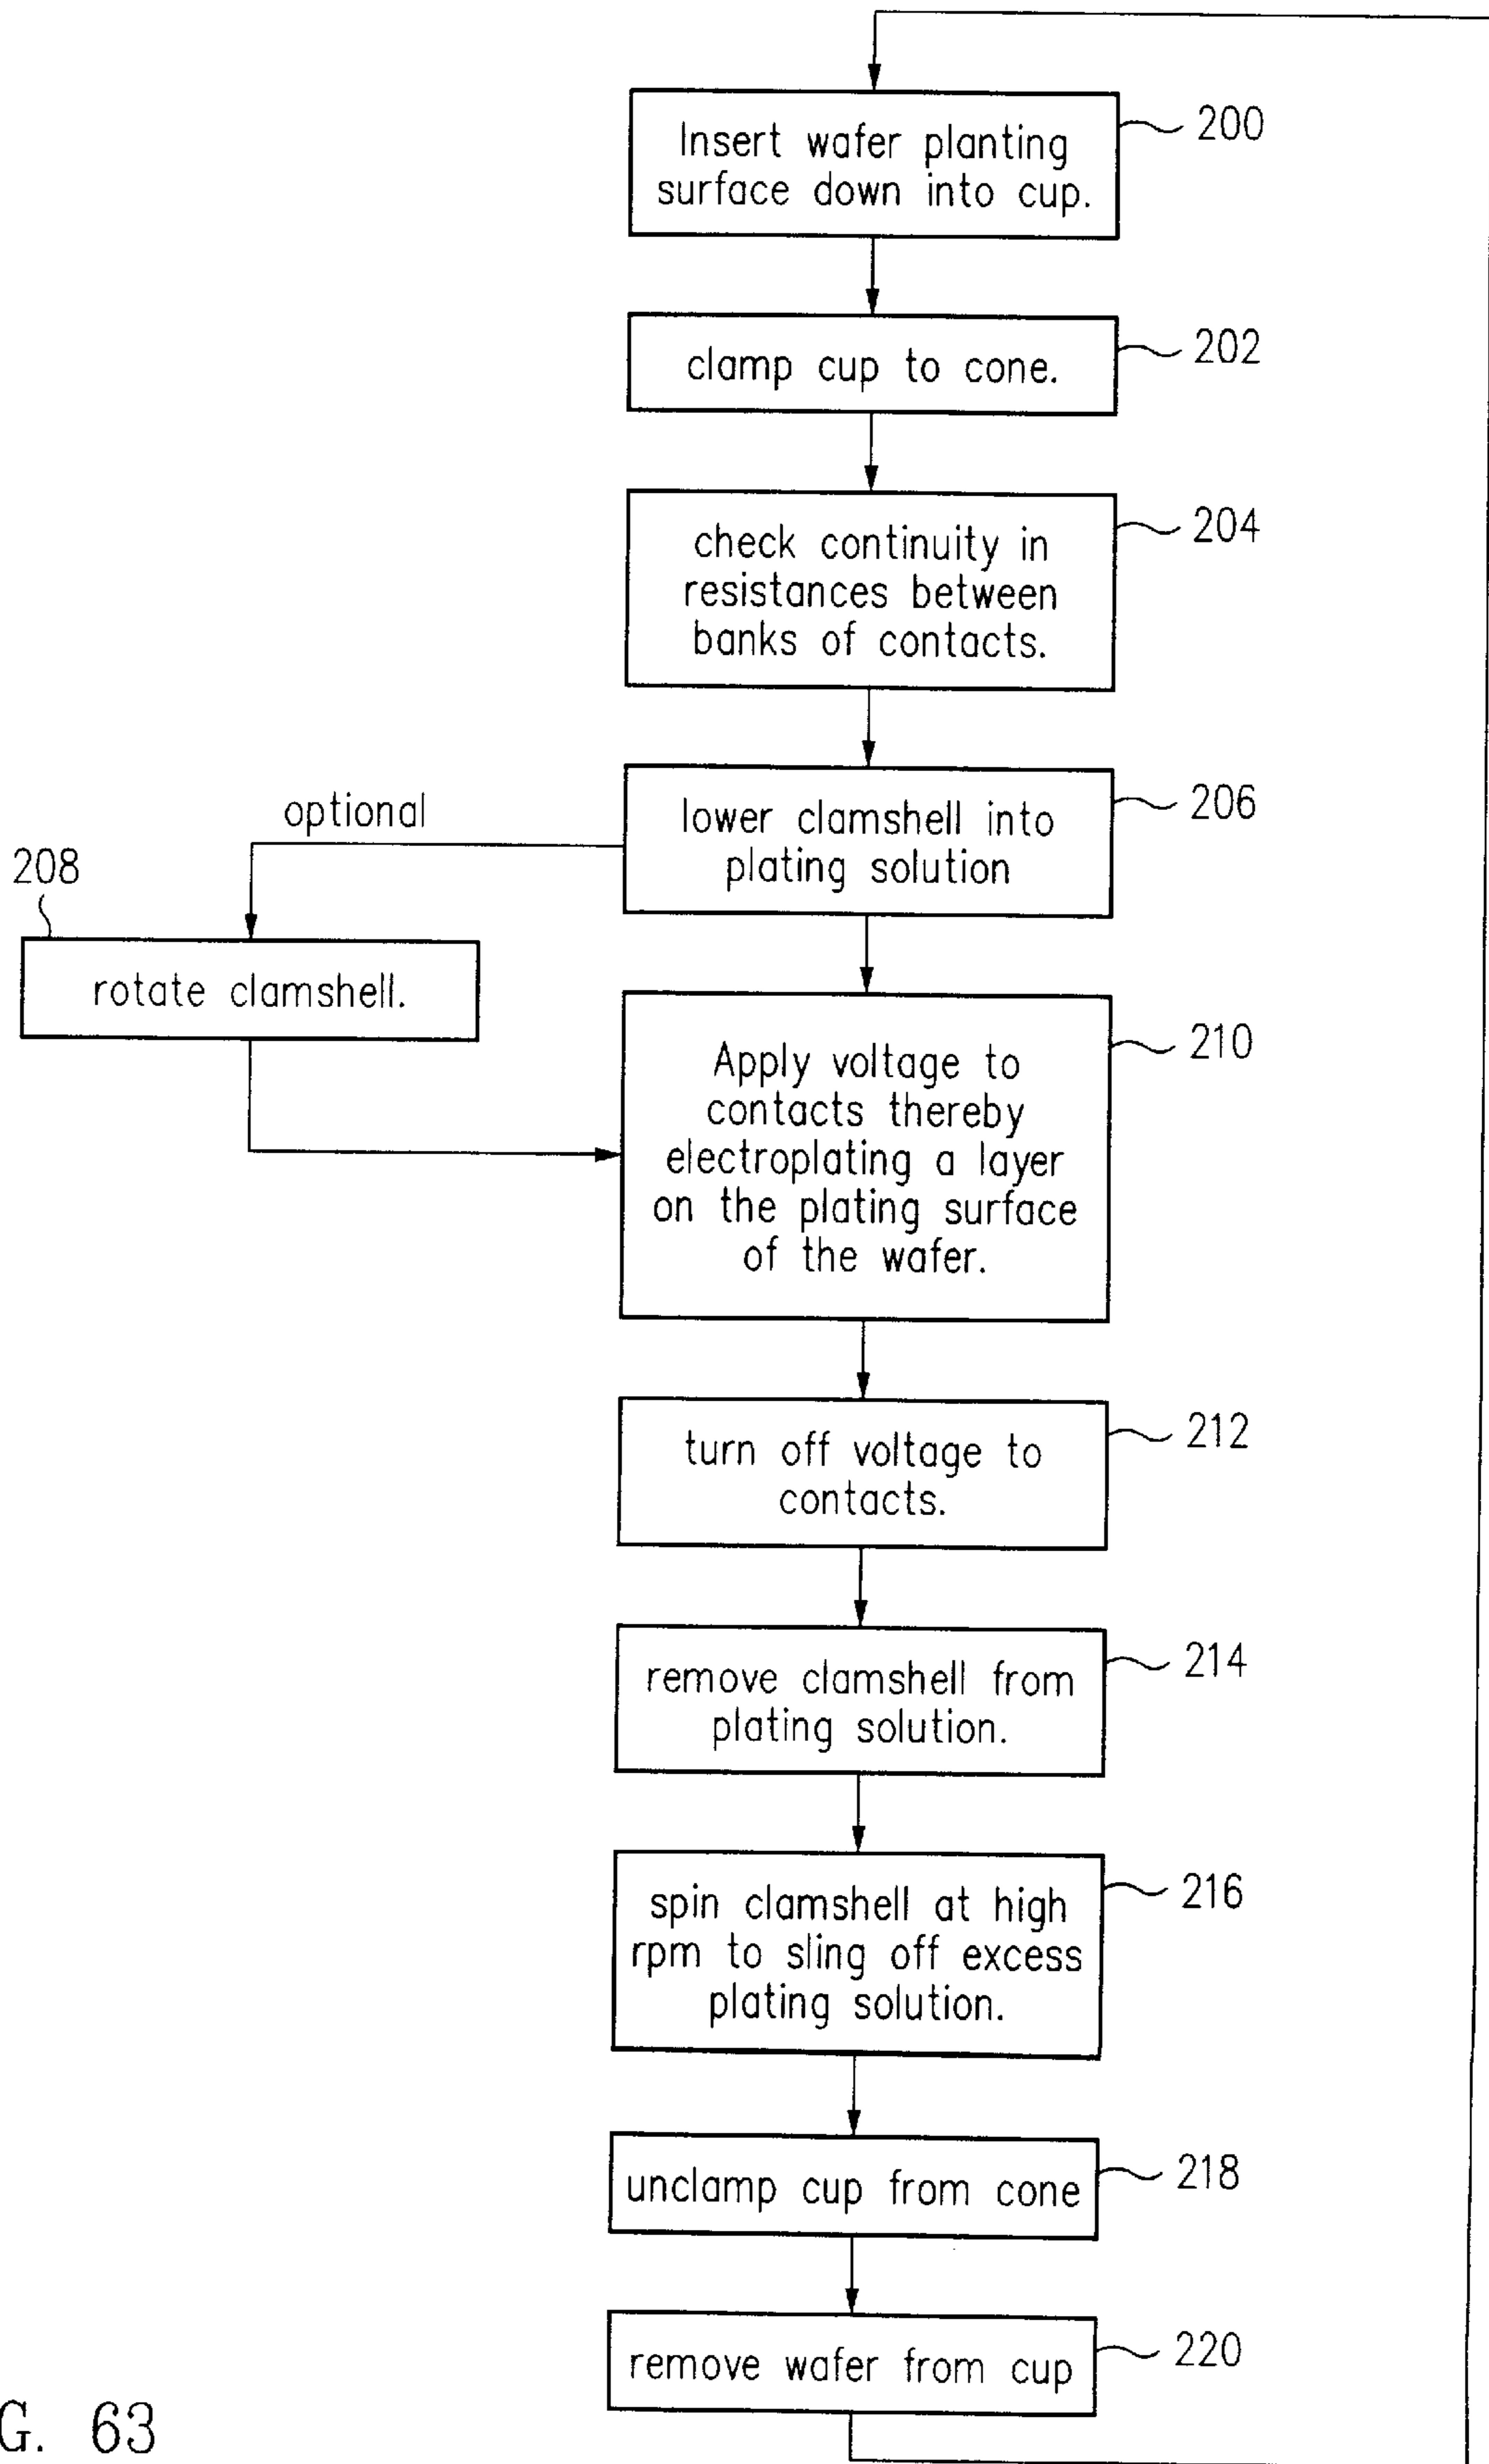 Insert wafer planting
surface down into cup.
200
clamp cup to cone.
202
check continuity in
resistances between
banks of contacts.
204
lower clamshell into
plating solution
206
optional
208
rotate clamshell.
Apply voltage to
contacts thereby
electroplating a layer
on the plating surface
of the wafer.
210
turn off voltage to
contacts.
212
remove clamshell from
plating solution.
214
spin clamshell at high
rpm to sling off excess
plating solution.
216
unclamp cup from cone
218
remove wafer from cup
220
G. 63